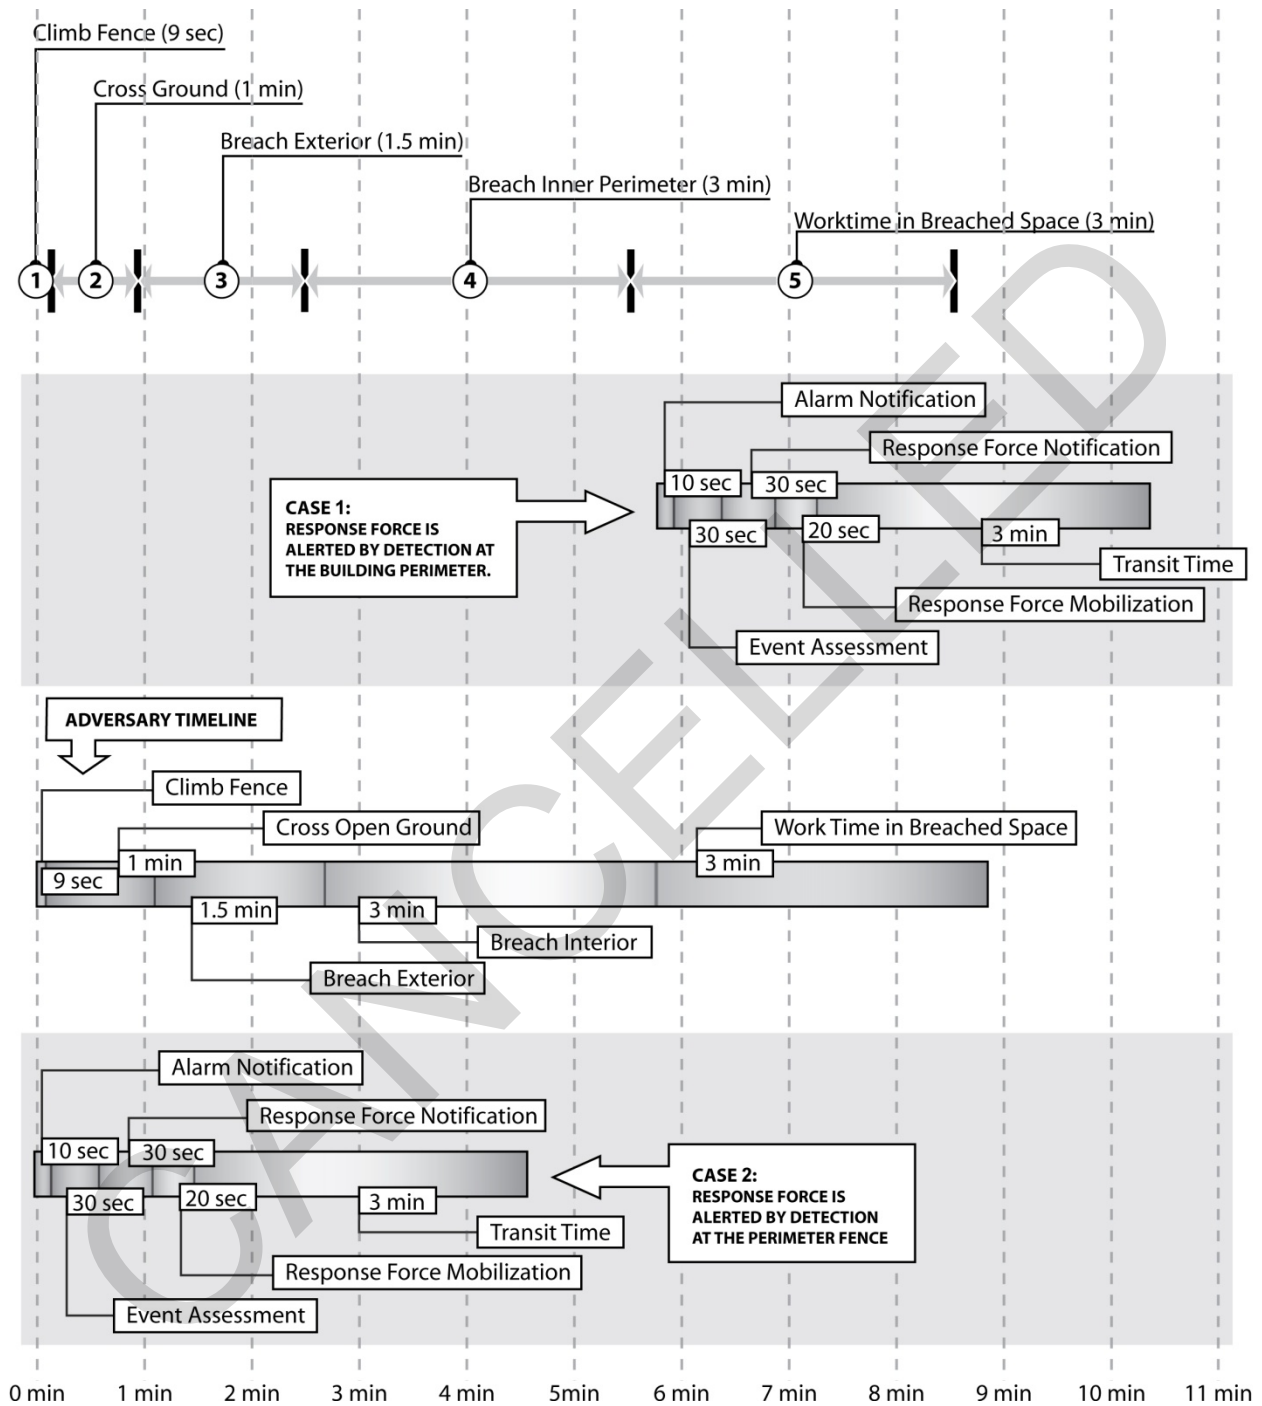 Climb Fence (9 sec)
Cross Ground (1 min)
Breach Exterior (1.5 min)
Breach Inner Perimeter (3 min)
Worktime in Breached Space (3 min)
1
2
3
4
5
Alarm Notification
Response Force Notification
10 sec
30 sec
CASE 1:
RESPONSE FORCE IS
ALERTED BY DETECTION AT
THE BUILDING PERIMETER.
30 sec
20 sec
3 min
Transit Time
Response Force Mobilization
Event Assessment
ADVERSARY TIMELINE
Climb Fence
Cross Open Ground
Work Time in Breached Space
1 min
3 min
9 sec
1.5 min
3 min
Breach Interior
Breach Exterior
Alarm Notification
Response Force Notification
10 sec
30 sec
30 sec
20 sec
3 min
CASE 2:
RESPONSE FORCE IS
ALERTED BY DETECTION
AT THE PERIMETER FENCE
Transit Time
Response Force Mobilization
Event Assessment
0 min
1 min
2 min
3 min
4 min
5min
6 min
7 min
8 min
9 min
10 min
11 min
CANCELLED